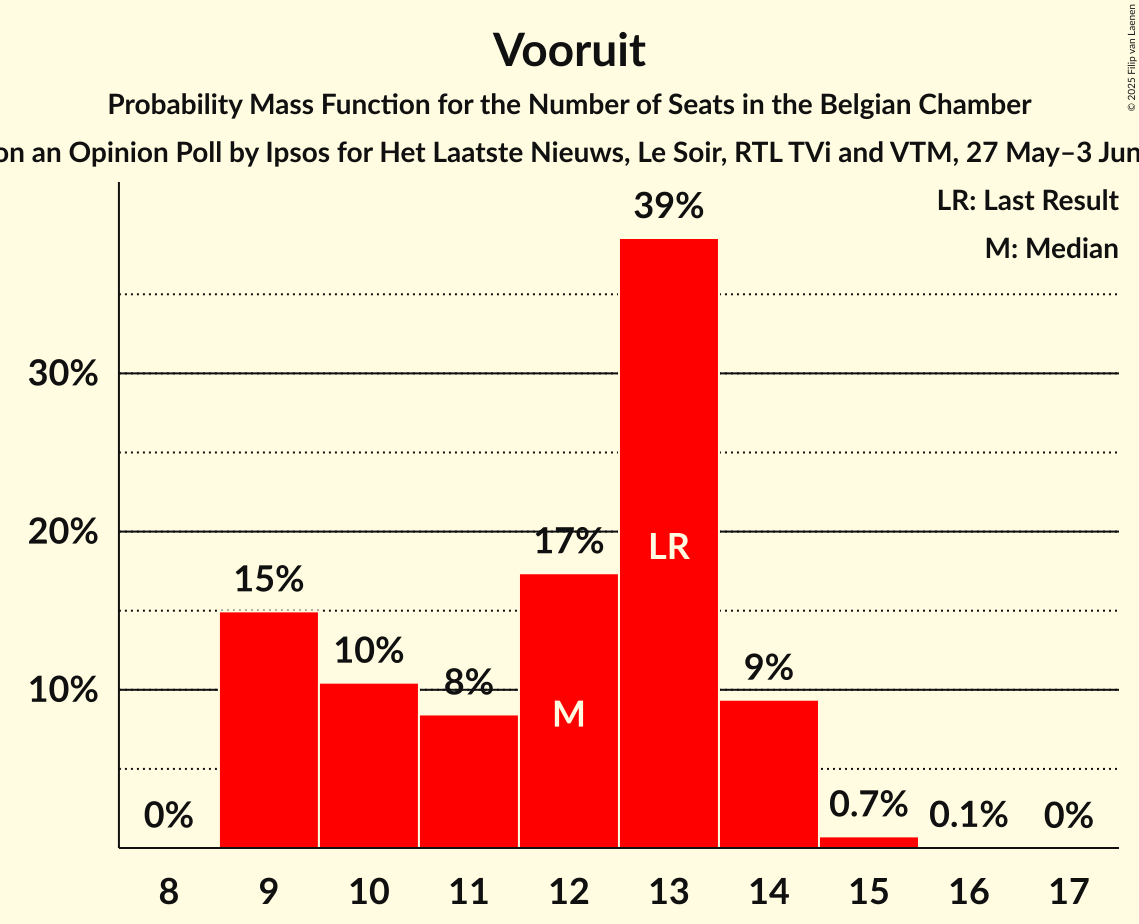 Vooruit
Probability Mass Function for the Number of Seats in the Belgian Chamber
on an Opinion Poll by Ipsos for Het Laatste Nieuws, Le Soir, RTL TVi and VTM, 27 May–3 Jun
© 2025 Filip van Laenen
LR: Last Result
M: Median
39%
30%
20%
17%
LR
15%
10%
8%
9%
10%
M
0%
0.7%
0.1%
0%
8 9 10 11 12 13 14 15 16 17